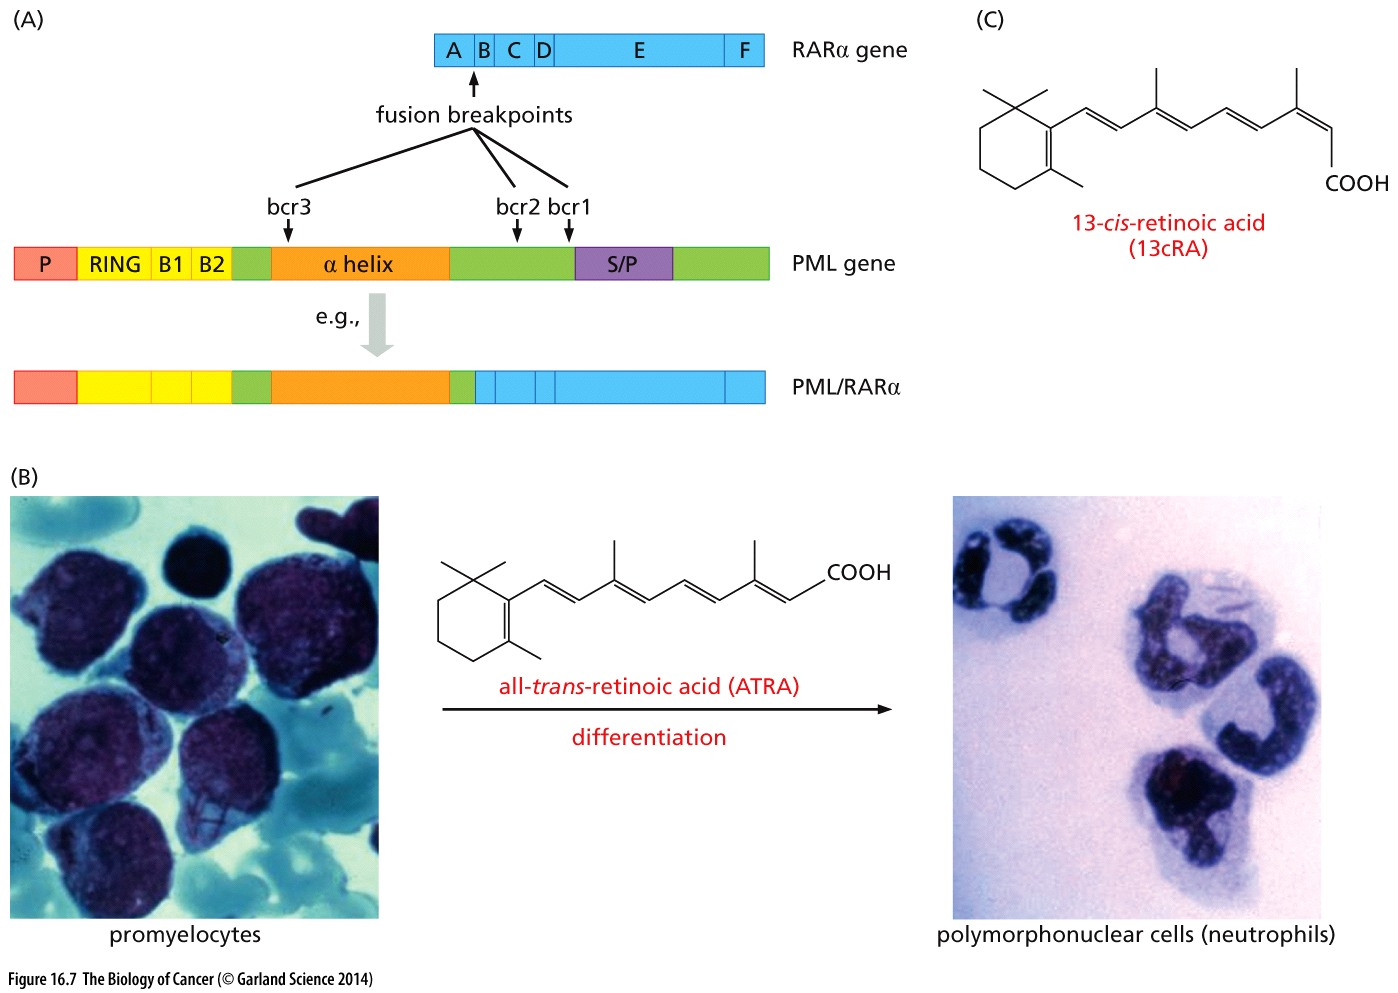 (A)
A B C D E F RARα gene
fusion breakpoints
bcr3 bcr2 bcr1
P RING B1 B2 α helix S/P PML gene
e.g.,
PML/RARα
(C)
COOH
13-cis-retinoic acid
(13cRA)
(B)
COOH
all-trans-retinoic acid (ATRA)
differentiation
promyelocytes
polymorphonuclear cells (neutrophils)
Figure 16.7 The Biology of Cancer (© Garland Science 2014)